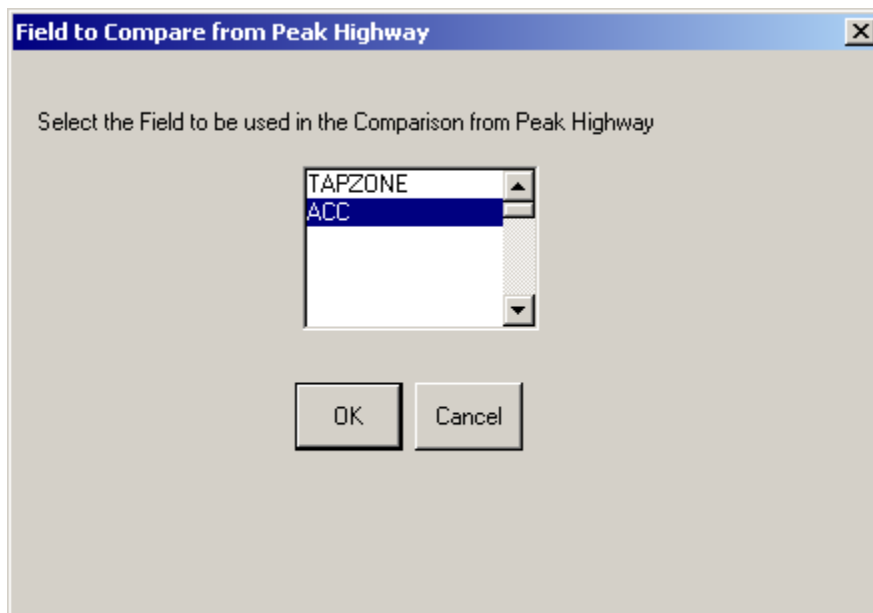 Field to Compare from Peak Highway
Select the Field to be used in the Comparison from Peak Highway
TAPZONE
ACC
OK Cancel